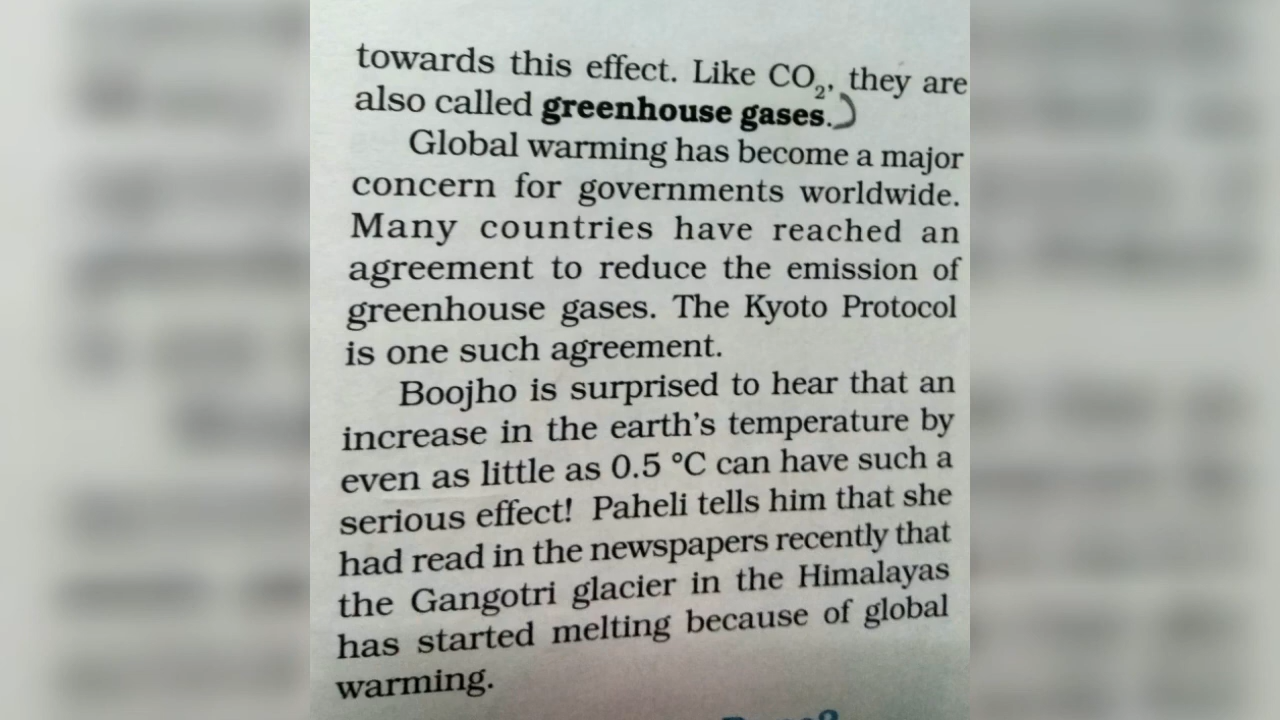 towards this effect. Like CO₂, they are
also called greenhouse gases.
Global warming has become a major
concern for governments worldwide.
Many countries have reached an
agreement to reduce the emission of
greenhouse gases. The Kyoto Protocol
is one such agreement.
Boojho is surprised to hear that an
increase in the earth's temperature by
even as little as 0.5 °C can have such a
serious effect! Paheli tells him that she
had read in the newspapers recently that
the Gangotri glacier in the Himalayas
has started melting because of global
warming.